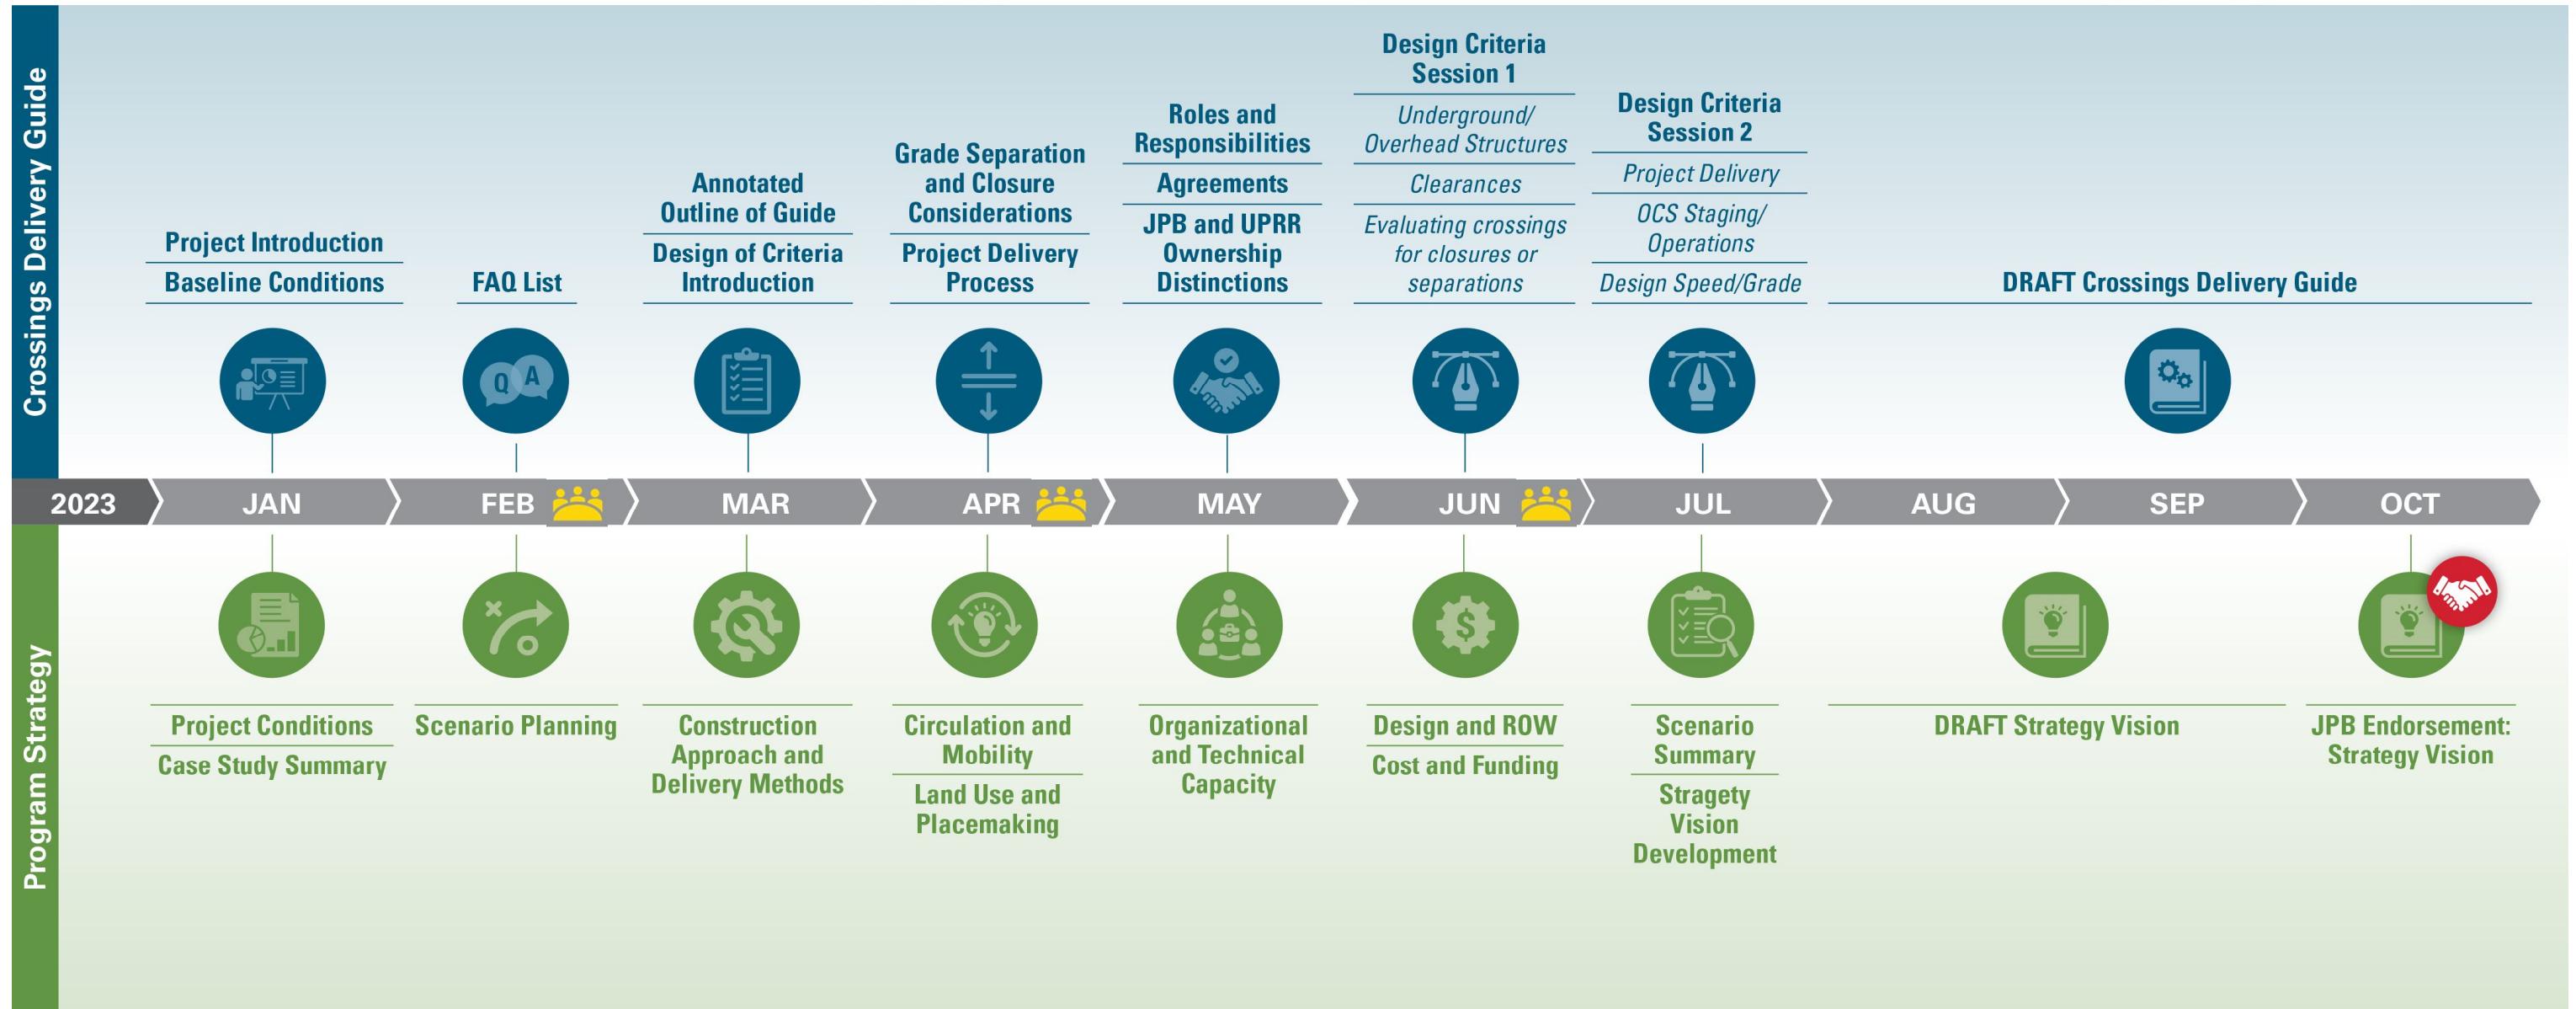 Crossings Delivery Guide
Project Introduction
Baseline Conditions
FAQ List
Annotated
Outline of Guide
Design of Criteria
Introduction
Grade Separation
and Closure
Considerations
Project Delivery
Process
Roles and
Responsibilities
Agreements
JPB and UPRR
Ownership
Distinctions
Design Criteria
Session 1
Underground/
Overhead Structures
Clearances
Evaluating crossings
for closures or
separations
Design Criteria
Session 2
Project Delivery
OCS Staging/
Operations
Design Speed/Grade
DRAFT Crossings Delivery Guide
Q A
2023
JAN
FEB
MAR
APR
MAY
JUN
JUL
AUG
SEP
OCT
Program Strategy
$
Project Conditions
Case Study Summary
Scenario Planning
Construction
Approach and
Delivery Methods
Circulation and
Mobility
Land Use and
Placemaking
Organizational
and Technical
Capacity
Design and ROW
Cost and Funding
Scenario
Summary
Stragety
Vision
Development
DRAFT Strategy Vision
JPB Endorsement:
Strategy Vision